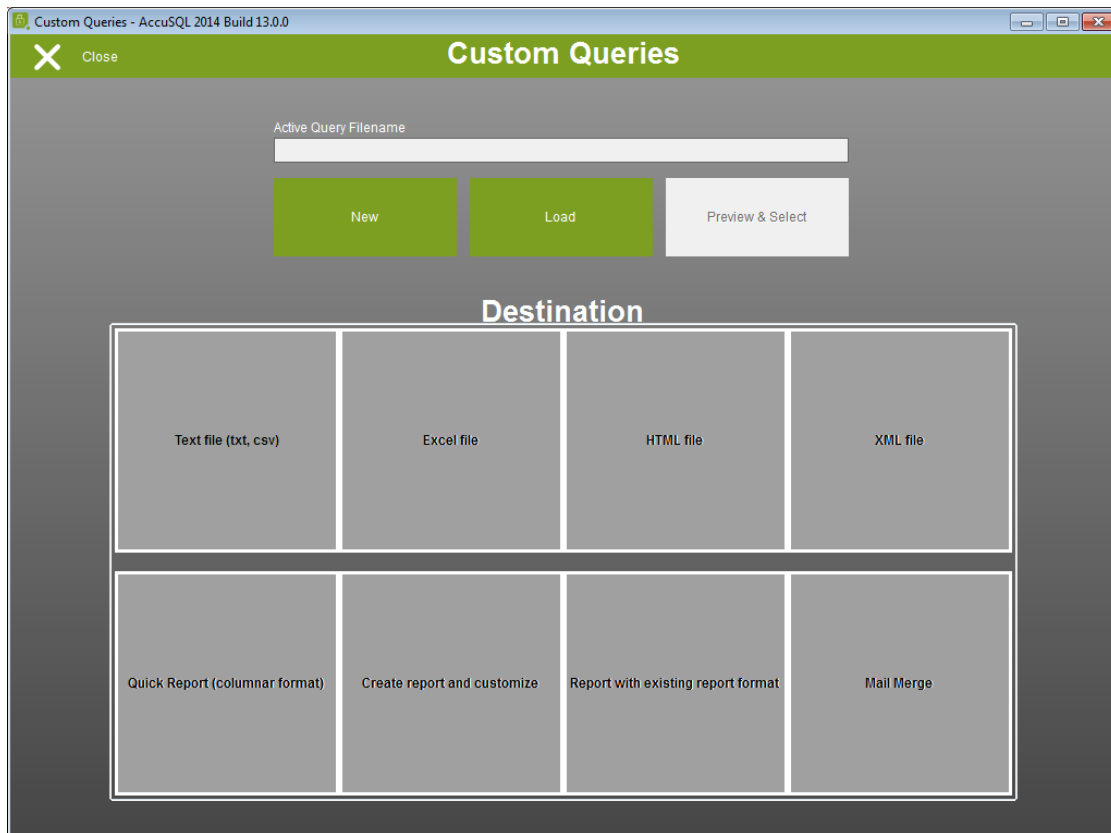 Custom Queries - AccuSQL 2014 Build 13.0.0
Close
Custom Queries
Active Query Filename
New
Load
Preview & Select
Destination
Text file (txt, csv)
Excel file
HTML file
XML file
Quick Report (columnar format)
Create report and customize
Report with existing report format
Mail Merge